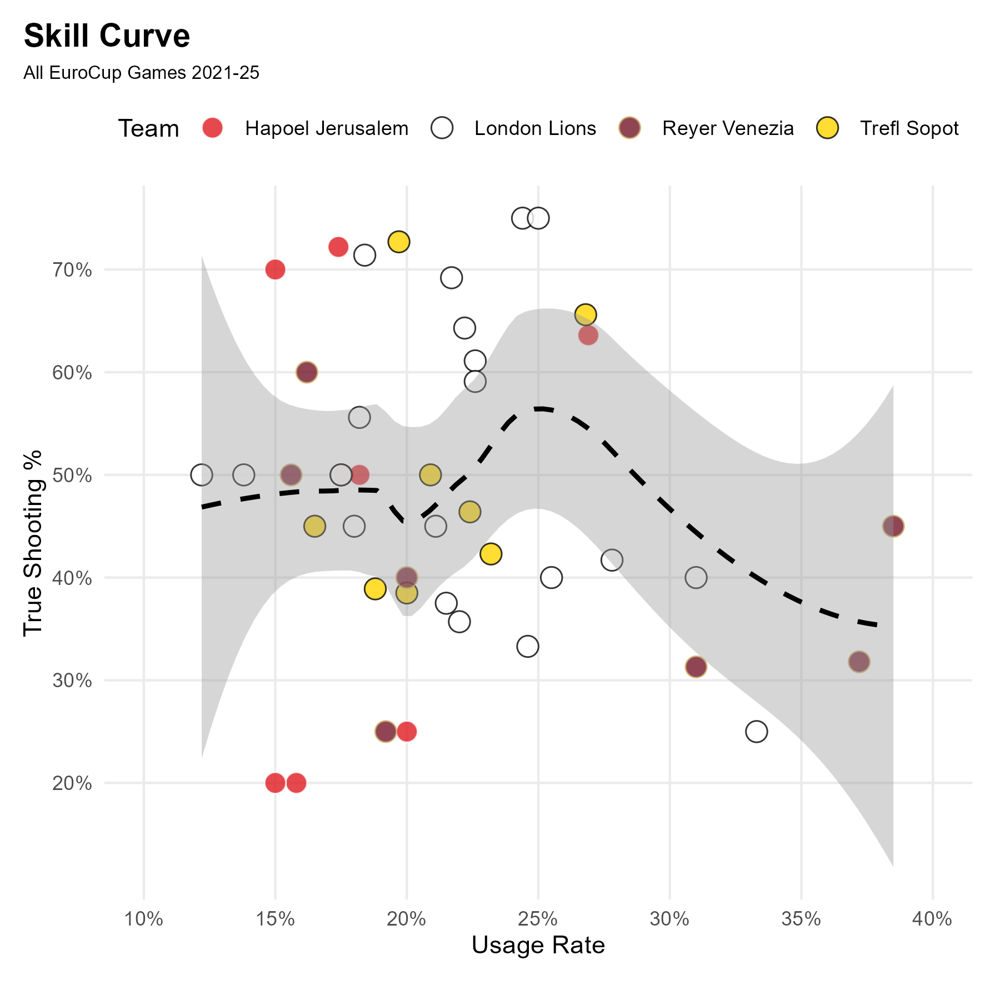 Skill Curve
All EuroCup Games 2021-25
Team Hapoel Jerusalem London Lions Reyer Venezia Trefl Sopot
True Shooting %
70%
60%
50%
40%
30%
20%
10% 15% 20% 25% 30% 35% 40%
Usage Rate